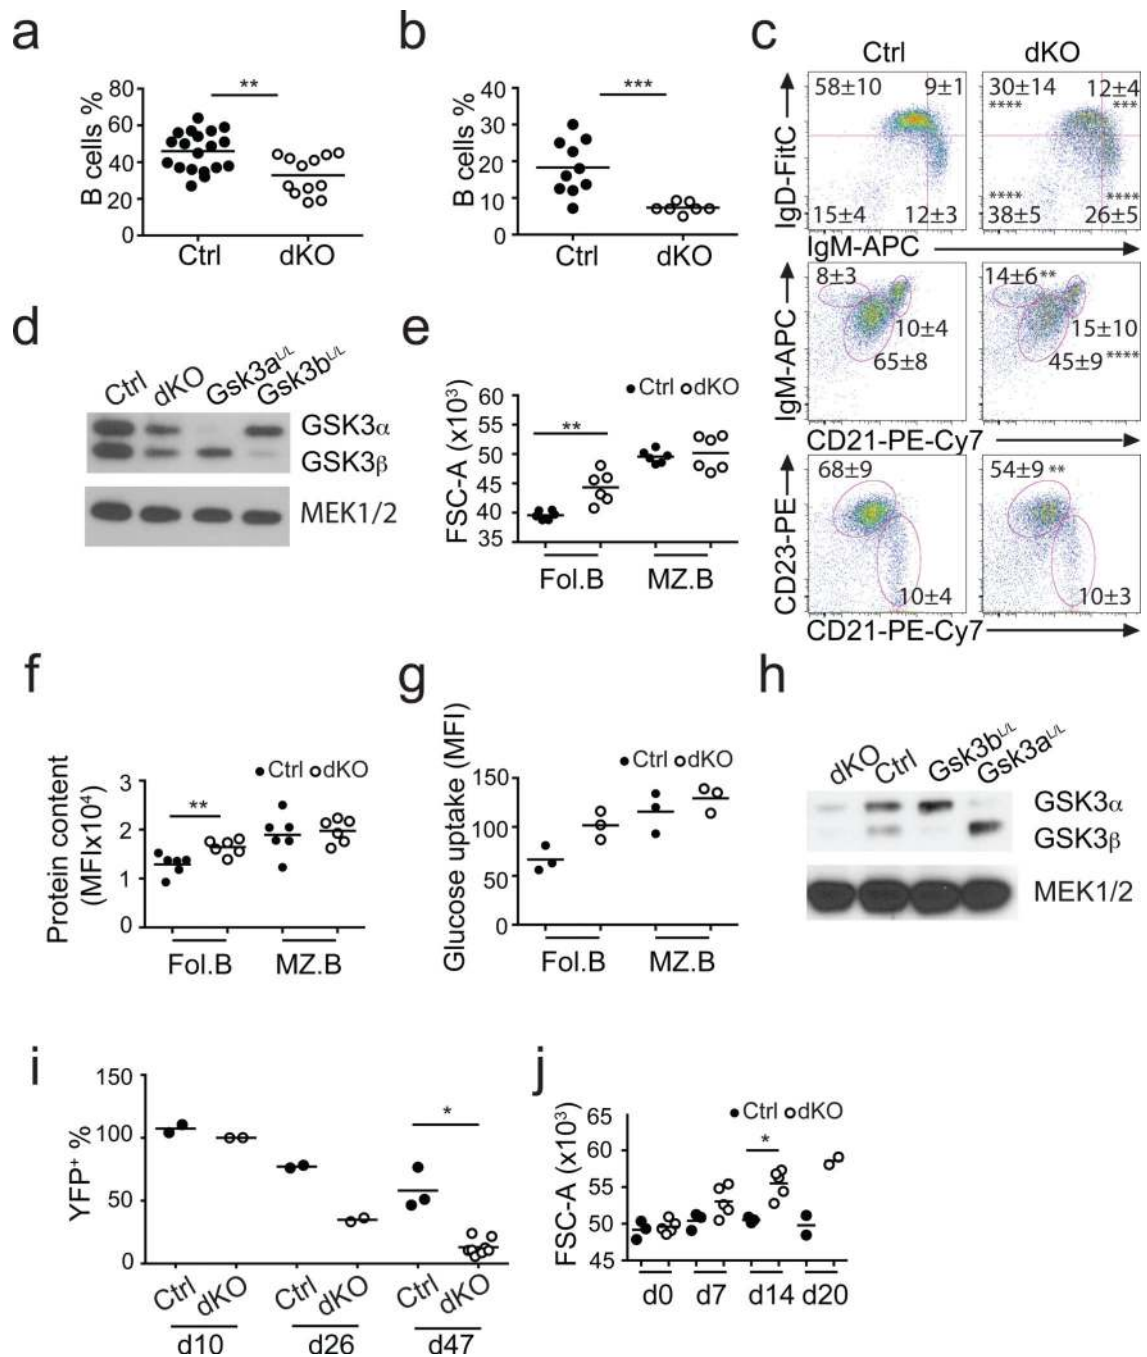 a
B cells %
80
60
40
20
0
**
Ctrl
dKO
b
B cells %
40
30
20
10
0
***
Ctrl
dKO
c
Ctrl
dKO
IgD-FitC
58±10
9±1
15±4
12±3
30±14
****
12±4
***
****
38±5
****
26±5
IgM-APC
IgM-APC
8±3
10±4
65±8
14±6 **
15±10
45±9 ****
CD21-PE-Cy7
CD23-PE
68±9
10±4
54±9 **
10±3
CD21-PE-Cy7
d
Ctrl
dKO
Gsk3a^L/L
Gsk3b^L/L
GSK3α
GSK3β
MEK1/2
e
Ctrl dKO
FSC-A (x10³)
60
55
50
45
40
35
**
Fol.B
MZ.B
f
Ctrl dKO
Protein content
(MFIx10⁴)
3
2
1
0
**
Fol.B
MZ.B
g
Ctrl dKO
Glucose uptake (MFI)
150
100
50
0
Fol.B
MZ.B
h
dKO
Ctrl
Gsk3b^L/L
Gsk3a^L/L
GSK3α
GSK3β
MEK1/2
i
YFP⁺ %
150
100
50
0
*
Ctrl
dKO
Ctrl
dKO
Ctrl
dKO
d10
d26
d47
j
Ctrl dKO
FSC-A (x10³)
65
60
55
50
45
*
d0
d7
d14
d20